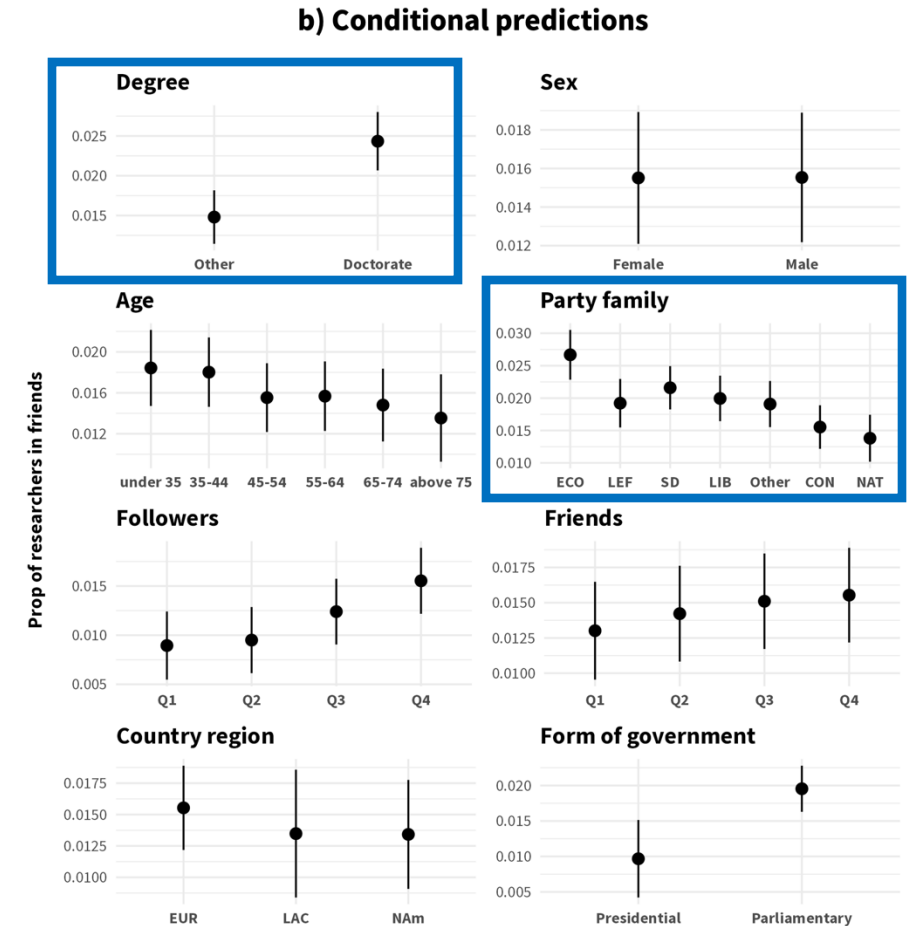 b) Conditional predictions
Prop of researchers in friends
Degree
0.025
0.020
0.015
Other Doctorate
Sex
0.018
0.016
0.014
0.012
Female Male
Age
0.020
0.016
0.012
under 35 35-44 45-54 55-64 65-74 above 75
Party family
0.030
0.025
0.020
0.015
0.010
ECO LEF SD LIB Other CON NAT
Followers
0.015
0.010
0.005
Q1 Q2 Q3 Q4
Friends
0.0175
0.0150
0.0125
0.0100
Q1 Q2 Q3 Q4
Country region
0.0175
0.0150
0.0125
0.0100
EUR LAC NAm
Form of government
0.020
0.015
0.010
0.005
Presidential Parliamentary